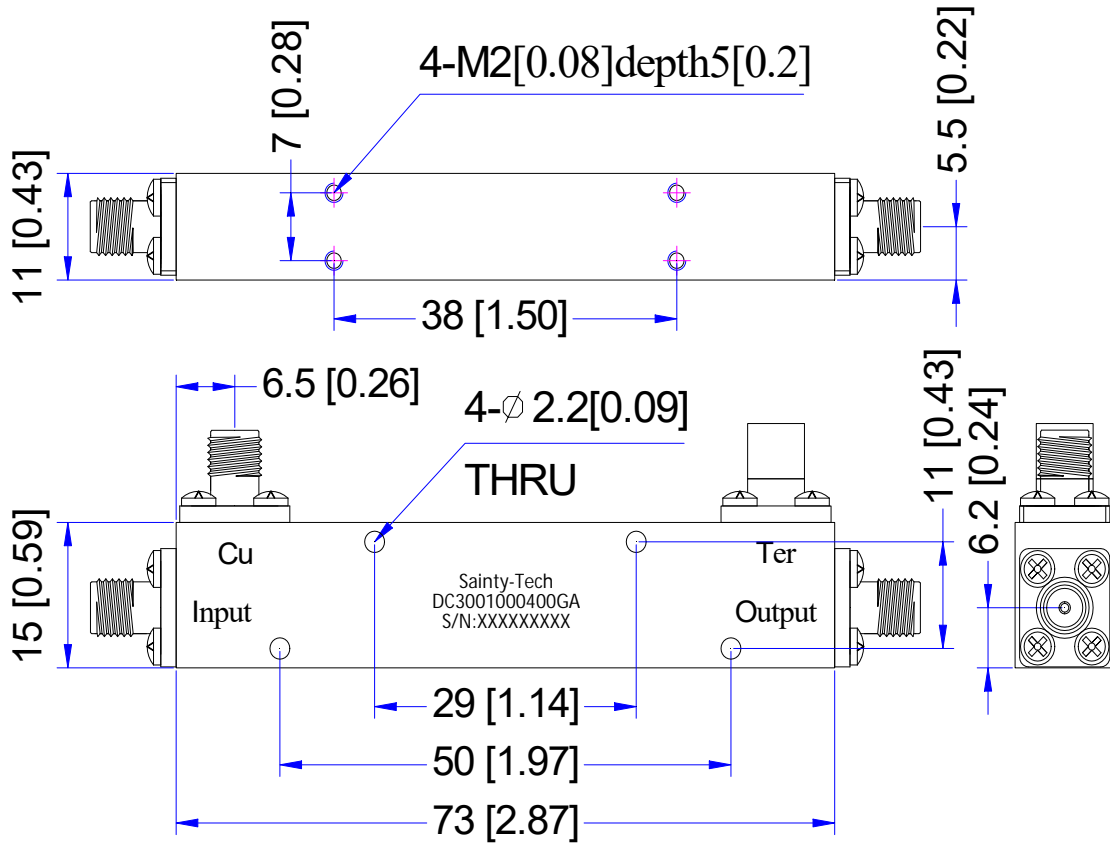 7 [0.28]
4-M2[0.08]depth5[0.2]
5.5 [0.22]
11 [0.43]
38 [1.50]
6.5 [0.26]
4-∅ 2.2[0.09]
THRU
11 [0.43]
6.2 [0.24]
15 [0.59]
Cu
Ter
Input
Output
Sainty-Tech
DC3001000400GA
S/N:XXXXXXXXX
29 [1.14]
50 [1.97]
73 [2.87]